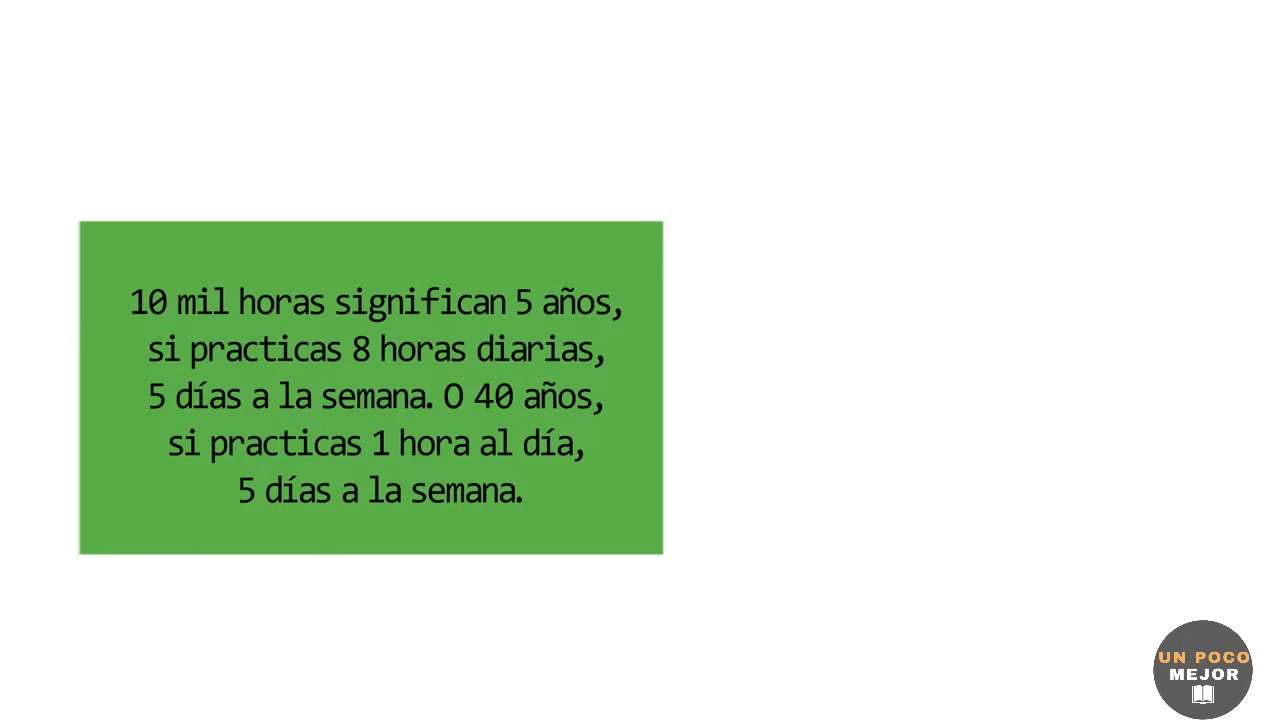 10 mil horas significan 5 años,
si practicas 8 horas diarias,
5 días a la semana. O 40 años,
si practicas 1 hora al día,
5 días a la semana.
UN POCO
MEJOR